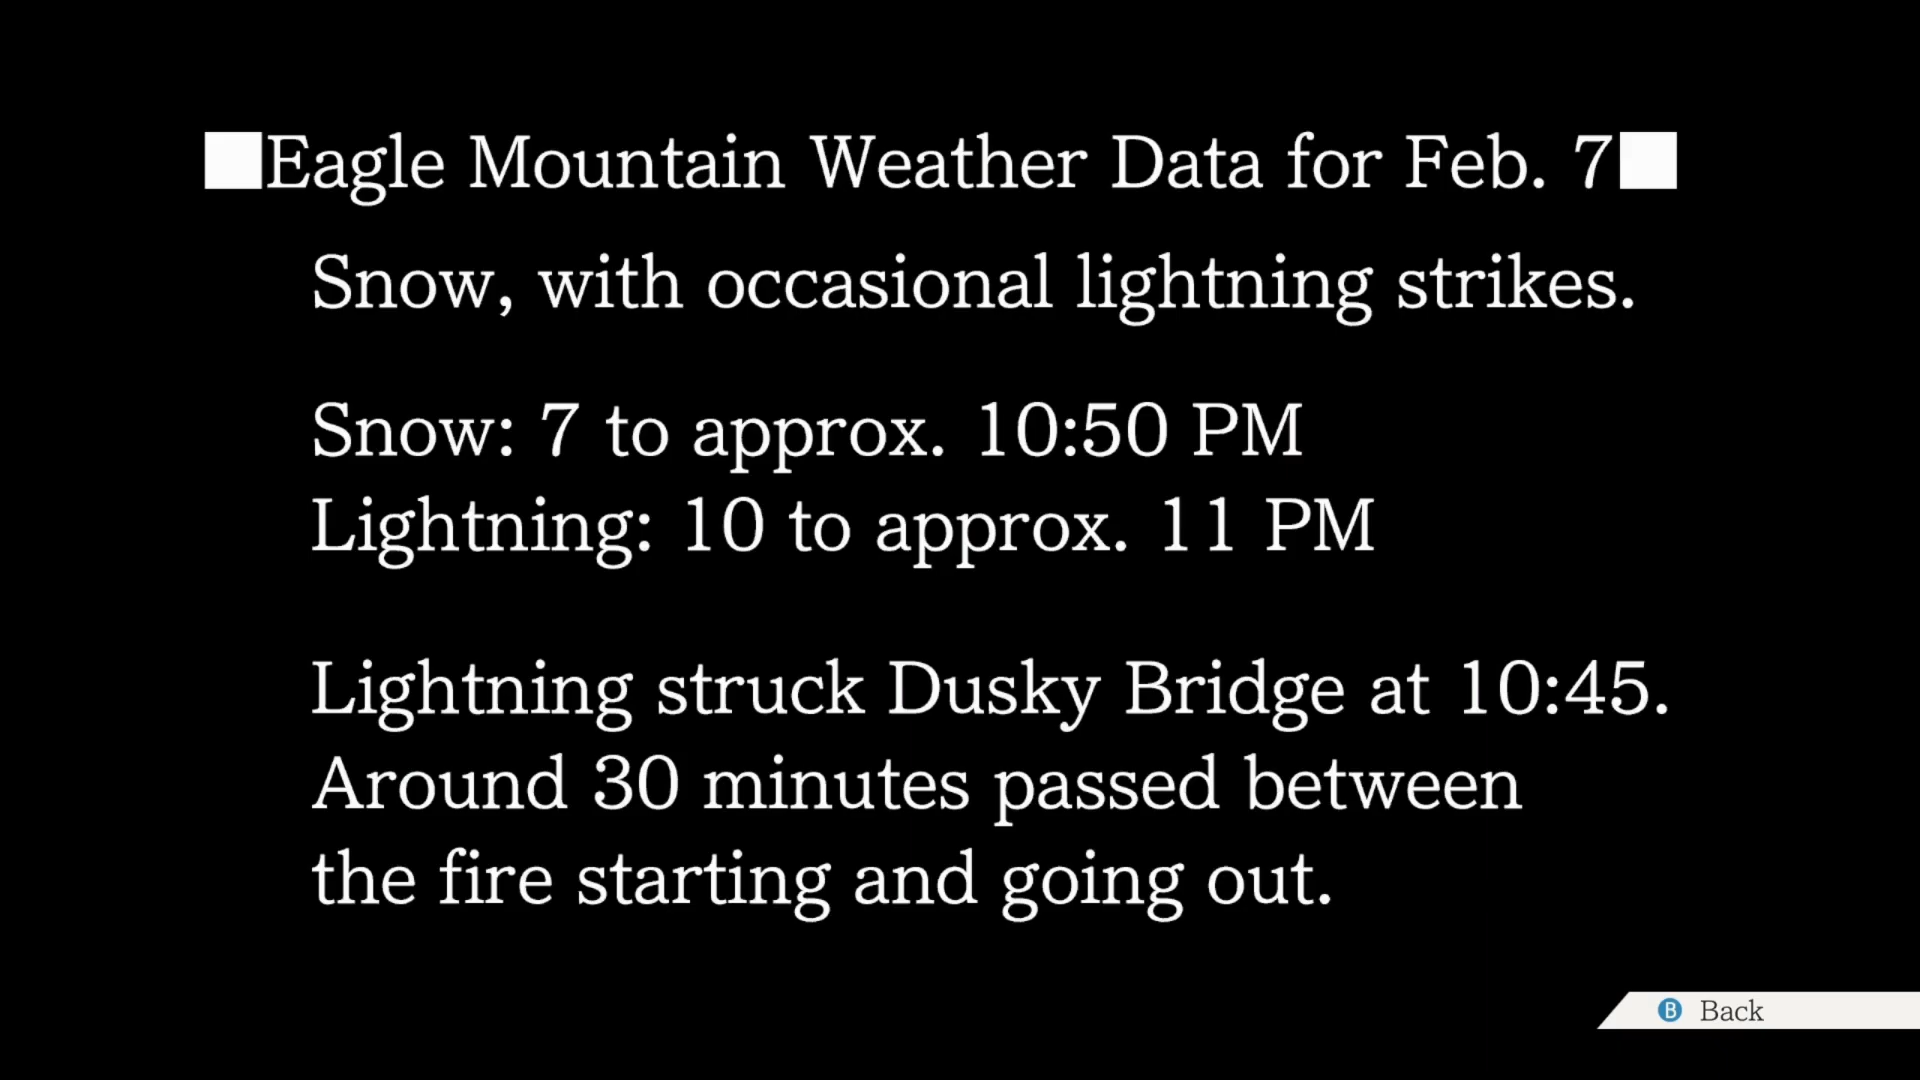 ■Eagle Mountain Weather Data for Feb. 7■
Snow, with occasional lightning strikes.
Snow: 7 to approx. 10:50 PM
Lightning: 10 to approx. 11 PM
Lightning struck Dusky Bridge at 10:45.
Around 30 minutes passed between
the fire starting and going out.
B Back